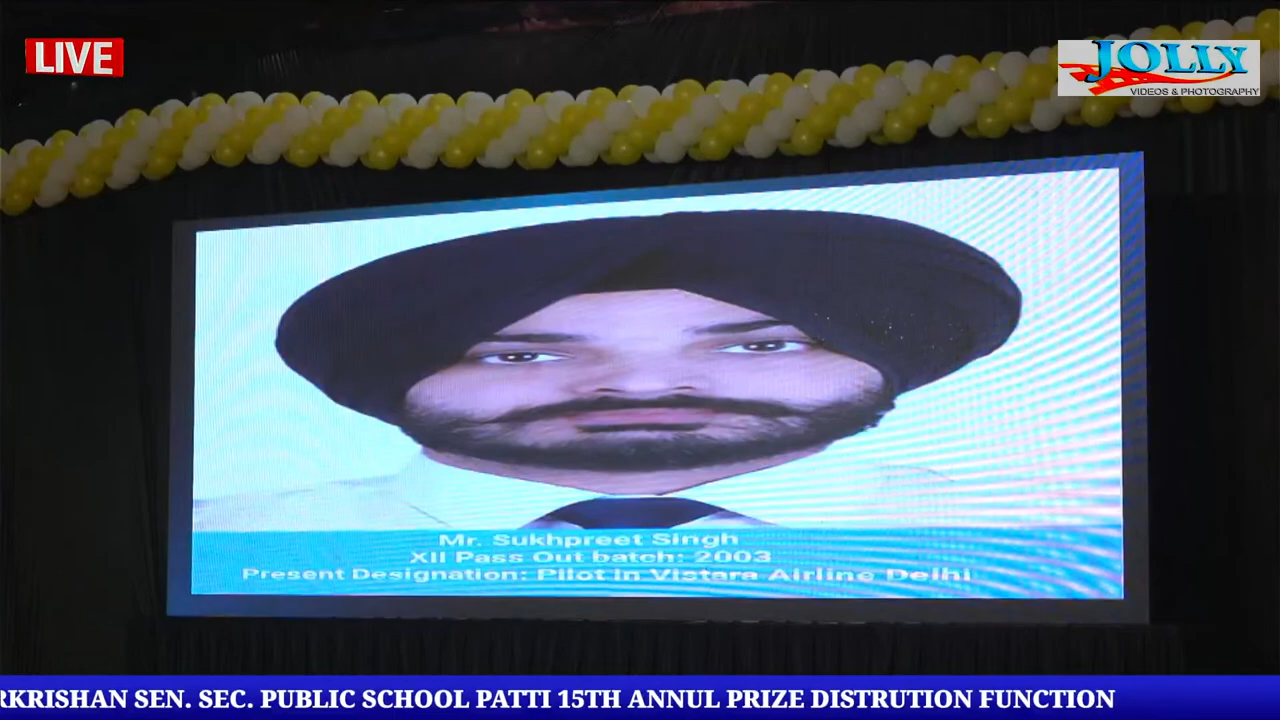 LIVE
JOLLY
VIDEOS & PHOTOGRAPHY
Mr. Sukhpreet Singh
XII Pass Out batch: 2003
Present Designation: Pilot in Vistara Airline Delhi
RKRISHAN SEN. SEC. PUBLIC SCHOOL PATTI 15TH ANNUL PRIZE DISTRUTION FUNCTION